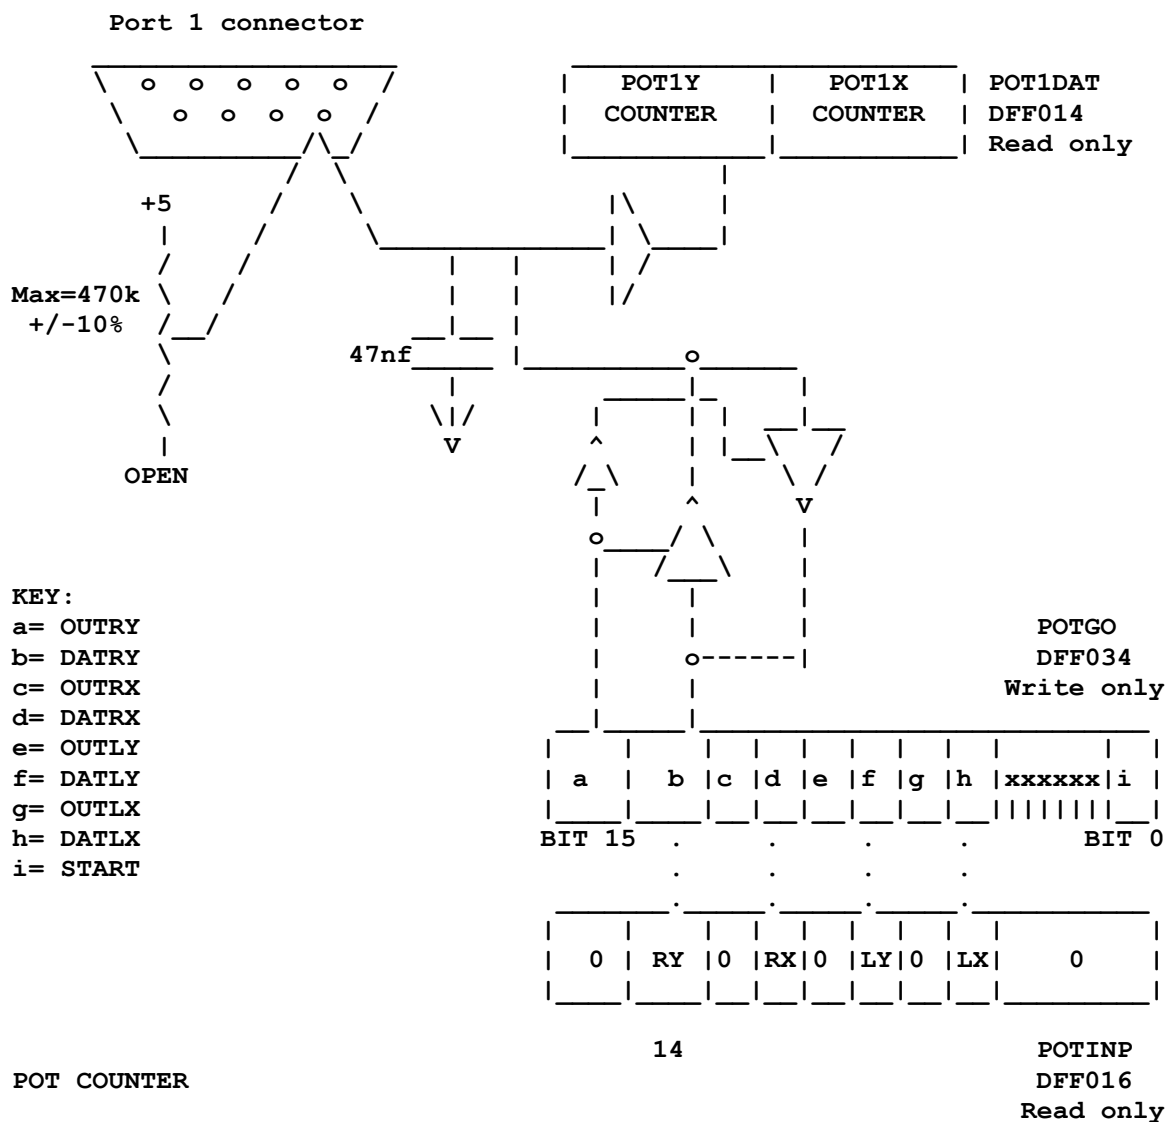 Port 1 connector
o o o o o POT1Y POT1X POT1DAT
o o o o COUNTER COUNTER DFF014
Read only
+5
Max=470k
+/-10%
47nf o
V
OPEN
V
o
KEY:
a= OUTRY POTGO
b= DATRY o DFF034
c= OUTRX Write only
d= DATRX
e= OUTLY
f= DATLY a b c d e f g h xxxxxx i
g= OUTLX
h= DATLX BIT 15 BIT 0
i= START
0 RY 0 RX 0 LY 0 LX 0
14 POTINP
POT COUNTER DFF016
Read only